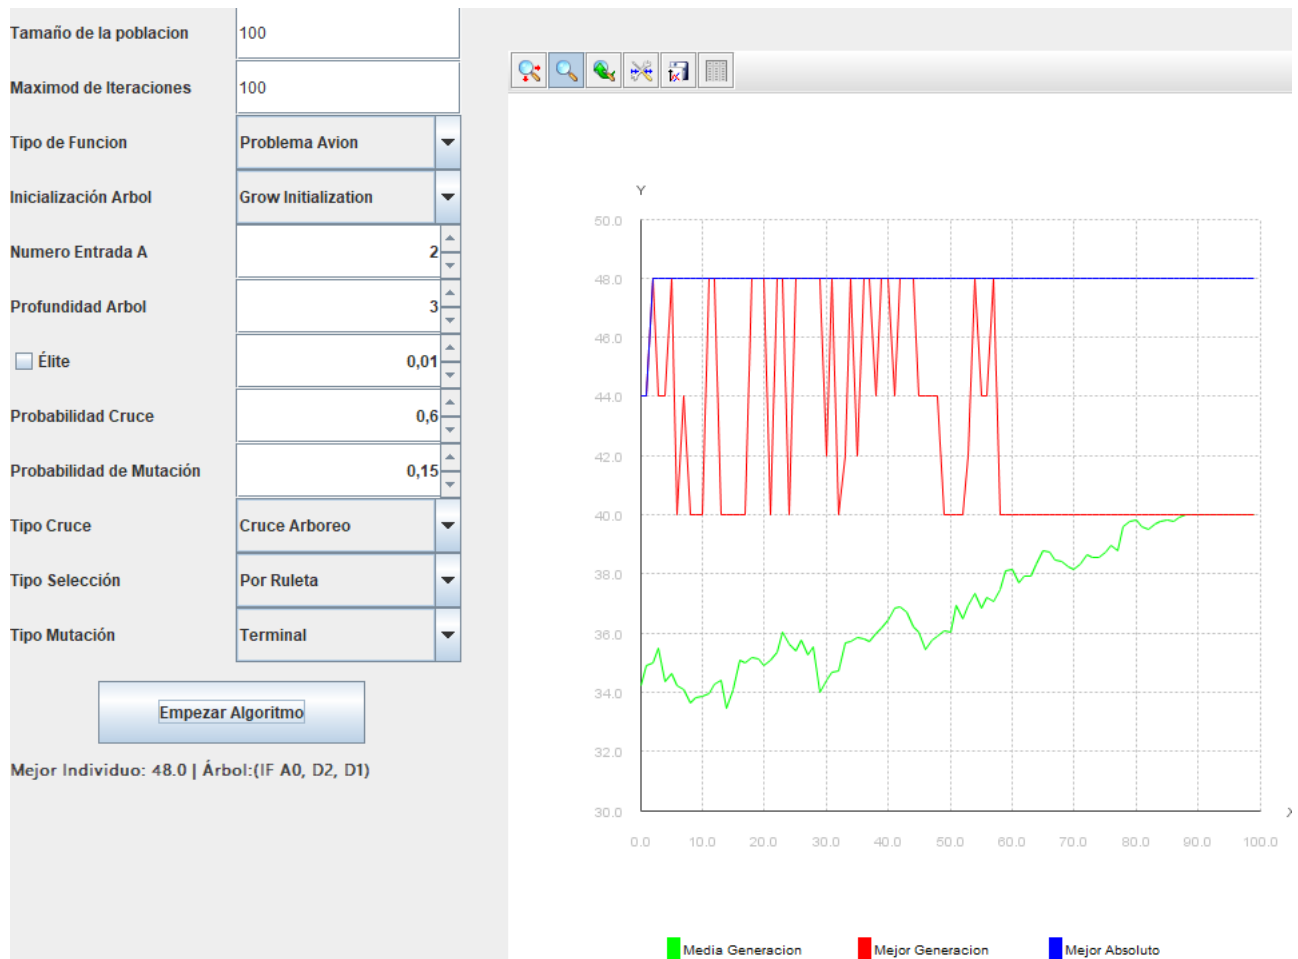 Tamaño de la poblacion 100
Maximod de Iteraciones 100
Tipo de Funcion Problema Avion
Inicialización Arbol Grow Initialization
Numero Entrada A 2
Profundidad Arbol 3
Élite 0,01
Probabilidad Cruce 0,6
Probabilidad de Mutación 0,15
Tipo Cruce Cruce Arboreo
Tipo Selección Por Ruleta
Tipo Mutación Terminal
Empezar Algoritmo
Mejor Individuo: 48.0 | Árbol:(IF A0, D2, D1)
Y
50.0
48.0
46.0
44.0
42.0
40.0
38.0
36.0
34.0
32.0
30.0
X
0.0 10.0 20.0 30.0 40.0 50.0 60.0 70.0 80.0 90.0 100.0
Media Generacion Mejor Generacion Mejor Absoluto